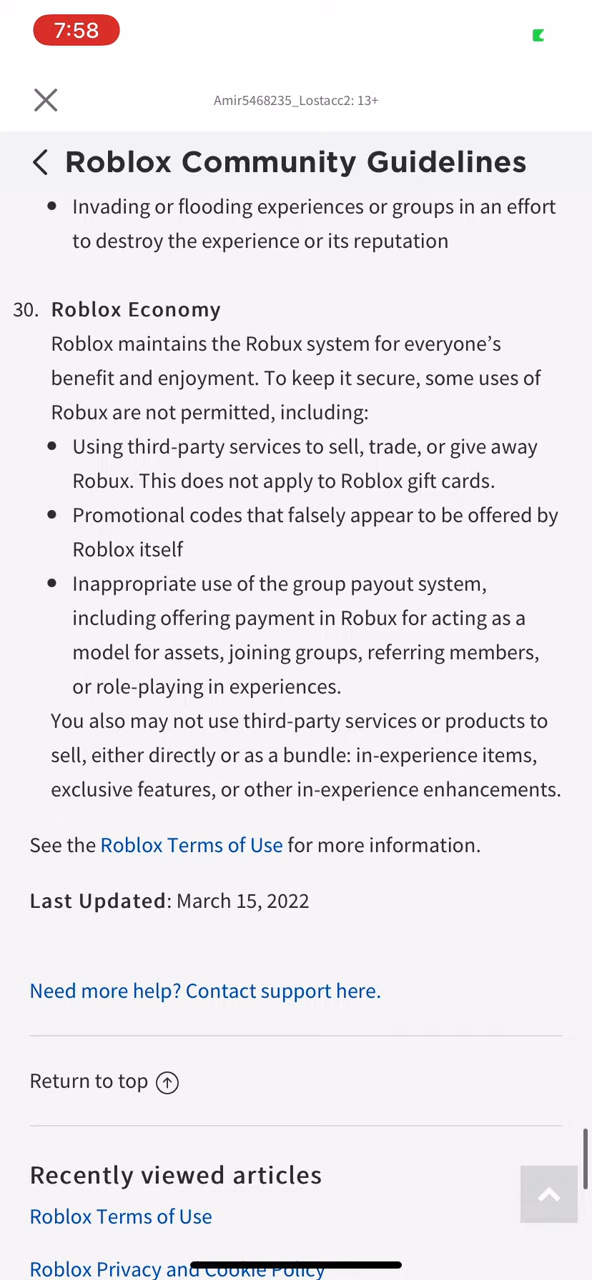 7:58
Amir5468235_Lostacc2: 13+
Roblox Community Guidelines
• Invading or flooding experiences or groups in an effort
to destroy the experience or its reputation
30. Roblox Economy
Roblox maintains the Robux system for everyone’s
benefit and enjoyment. To keep it secure, some uses of
Robux are not permitted, including:
• Using third-party services to sell, trade, or give away
Robux. This does not apply to Roblox gift cards.
• Promotional codes that falsely appear to be offered by
Roblox itself
• Inappropriate use of the group payout system,
including offering payment in Robux for acting as a
model for assets, joining groups, referring members,
or role-playing in experiences.
You also may not use third-party services or products to
sell, either directly or as a bundle: in-experience items,
exclusive features, or other in-experience enhancements.
See the Roblox Terms of Use for more information.
Last Updated: March 15, 2022
Need more help? Contact support here.
Return to top
Recently viewed articles
Roblox Terms of Use
Roblox Privacy and Cookie Policy